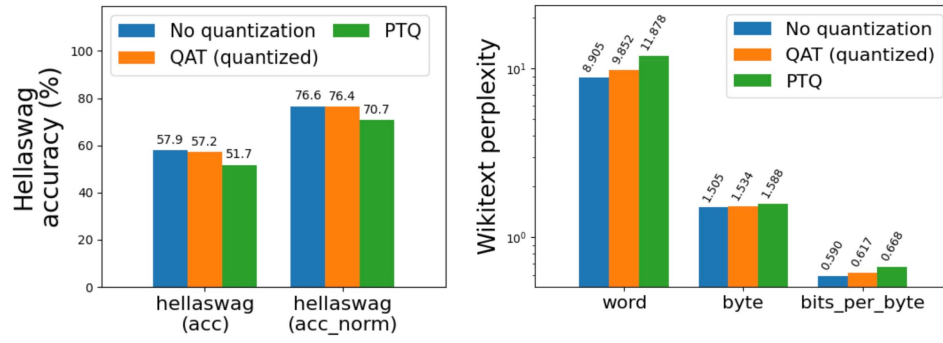 Hellaswag
accuracy (%)
100
80
60
40
20
0
No quantization
QAT (quantized)
PTQ
57.9
57.2
51.7
76.6
76.4
70.7
hellaswag
(acc)
hellaswag
(acc_norm)
Wikitext perplexity
10¹
10⁰
No quantization
QAT (quantized)
PTQ
8.905
9.852
11.878
1.505
1.534
1.588
0.590
0.617
0.668
word
byte
bits_per_byte